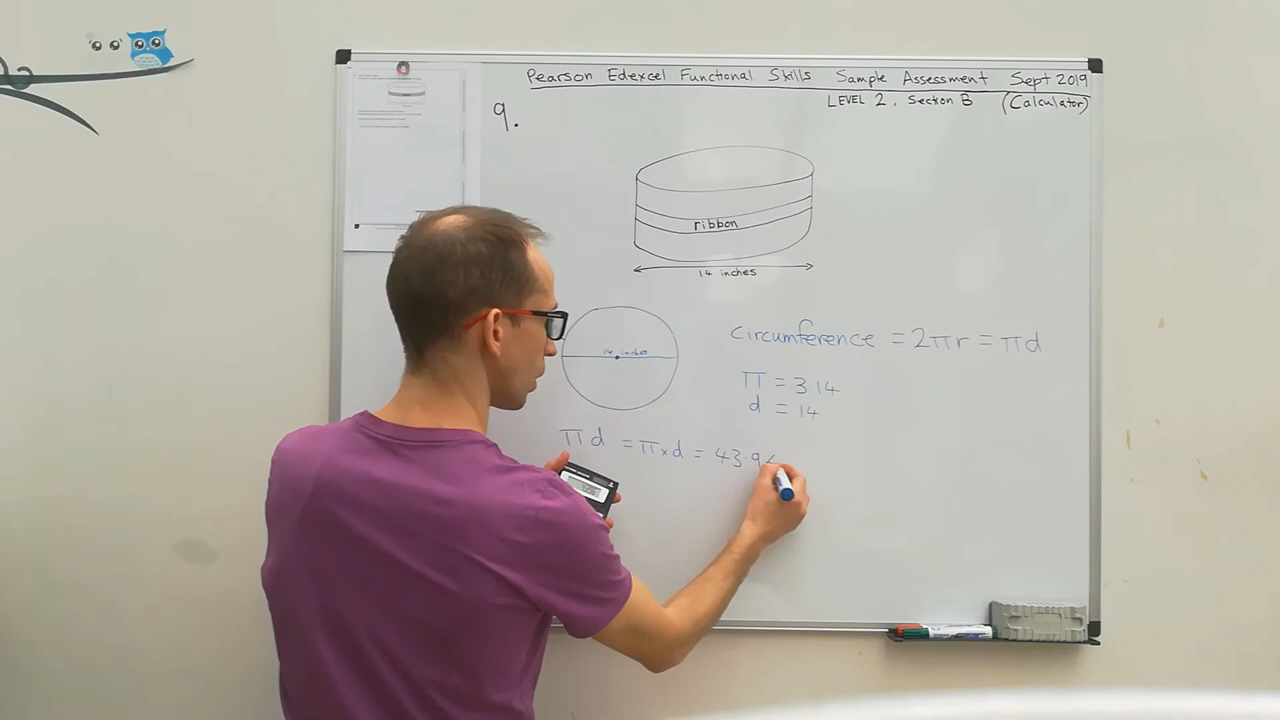 Pearson Edexcel Functional Skills Sample Assessment Sept 2019
LEVEL 2, Section B (Calculator)
9.
ribbon
14 inches
14 inches
circumference = 2πr = πd
π = 3.14
d = 14
πd = π×d = 43.9